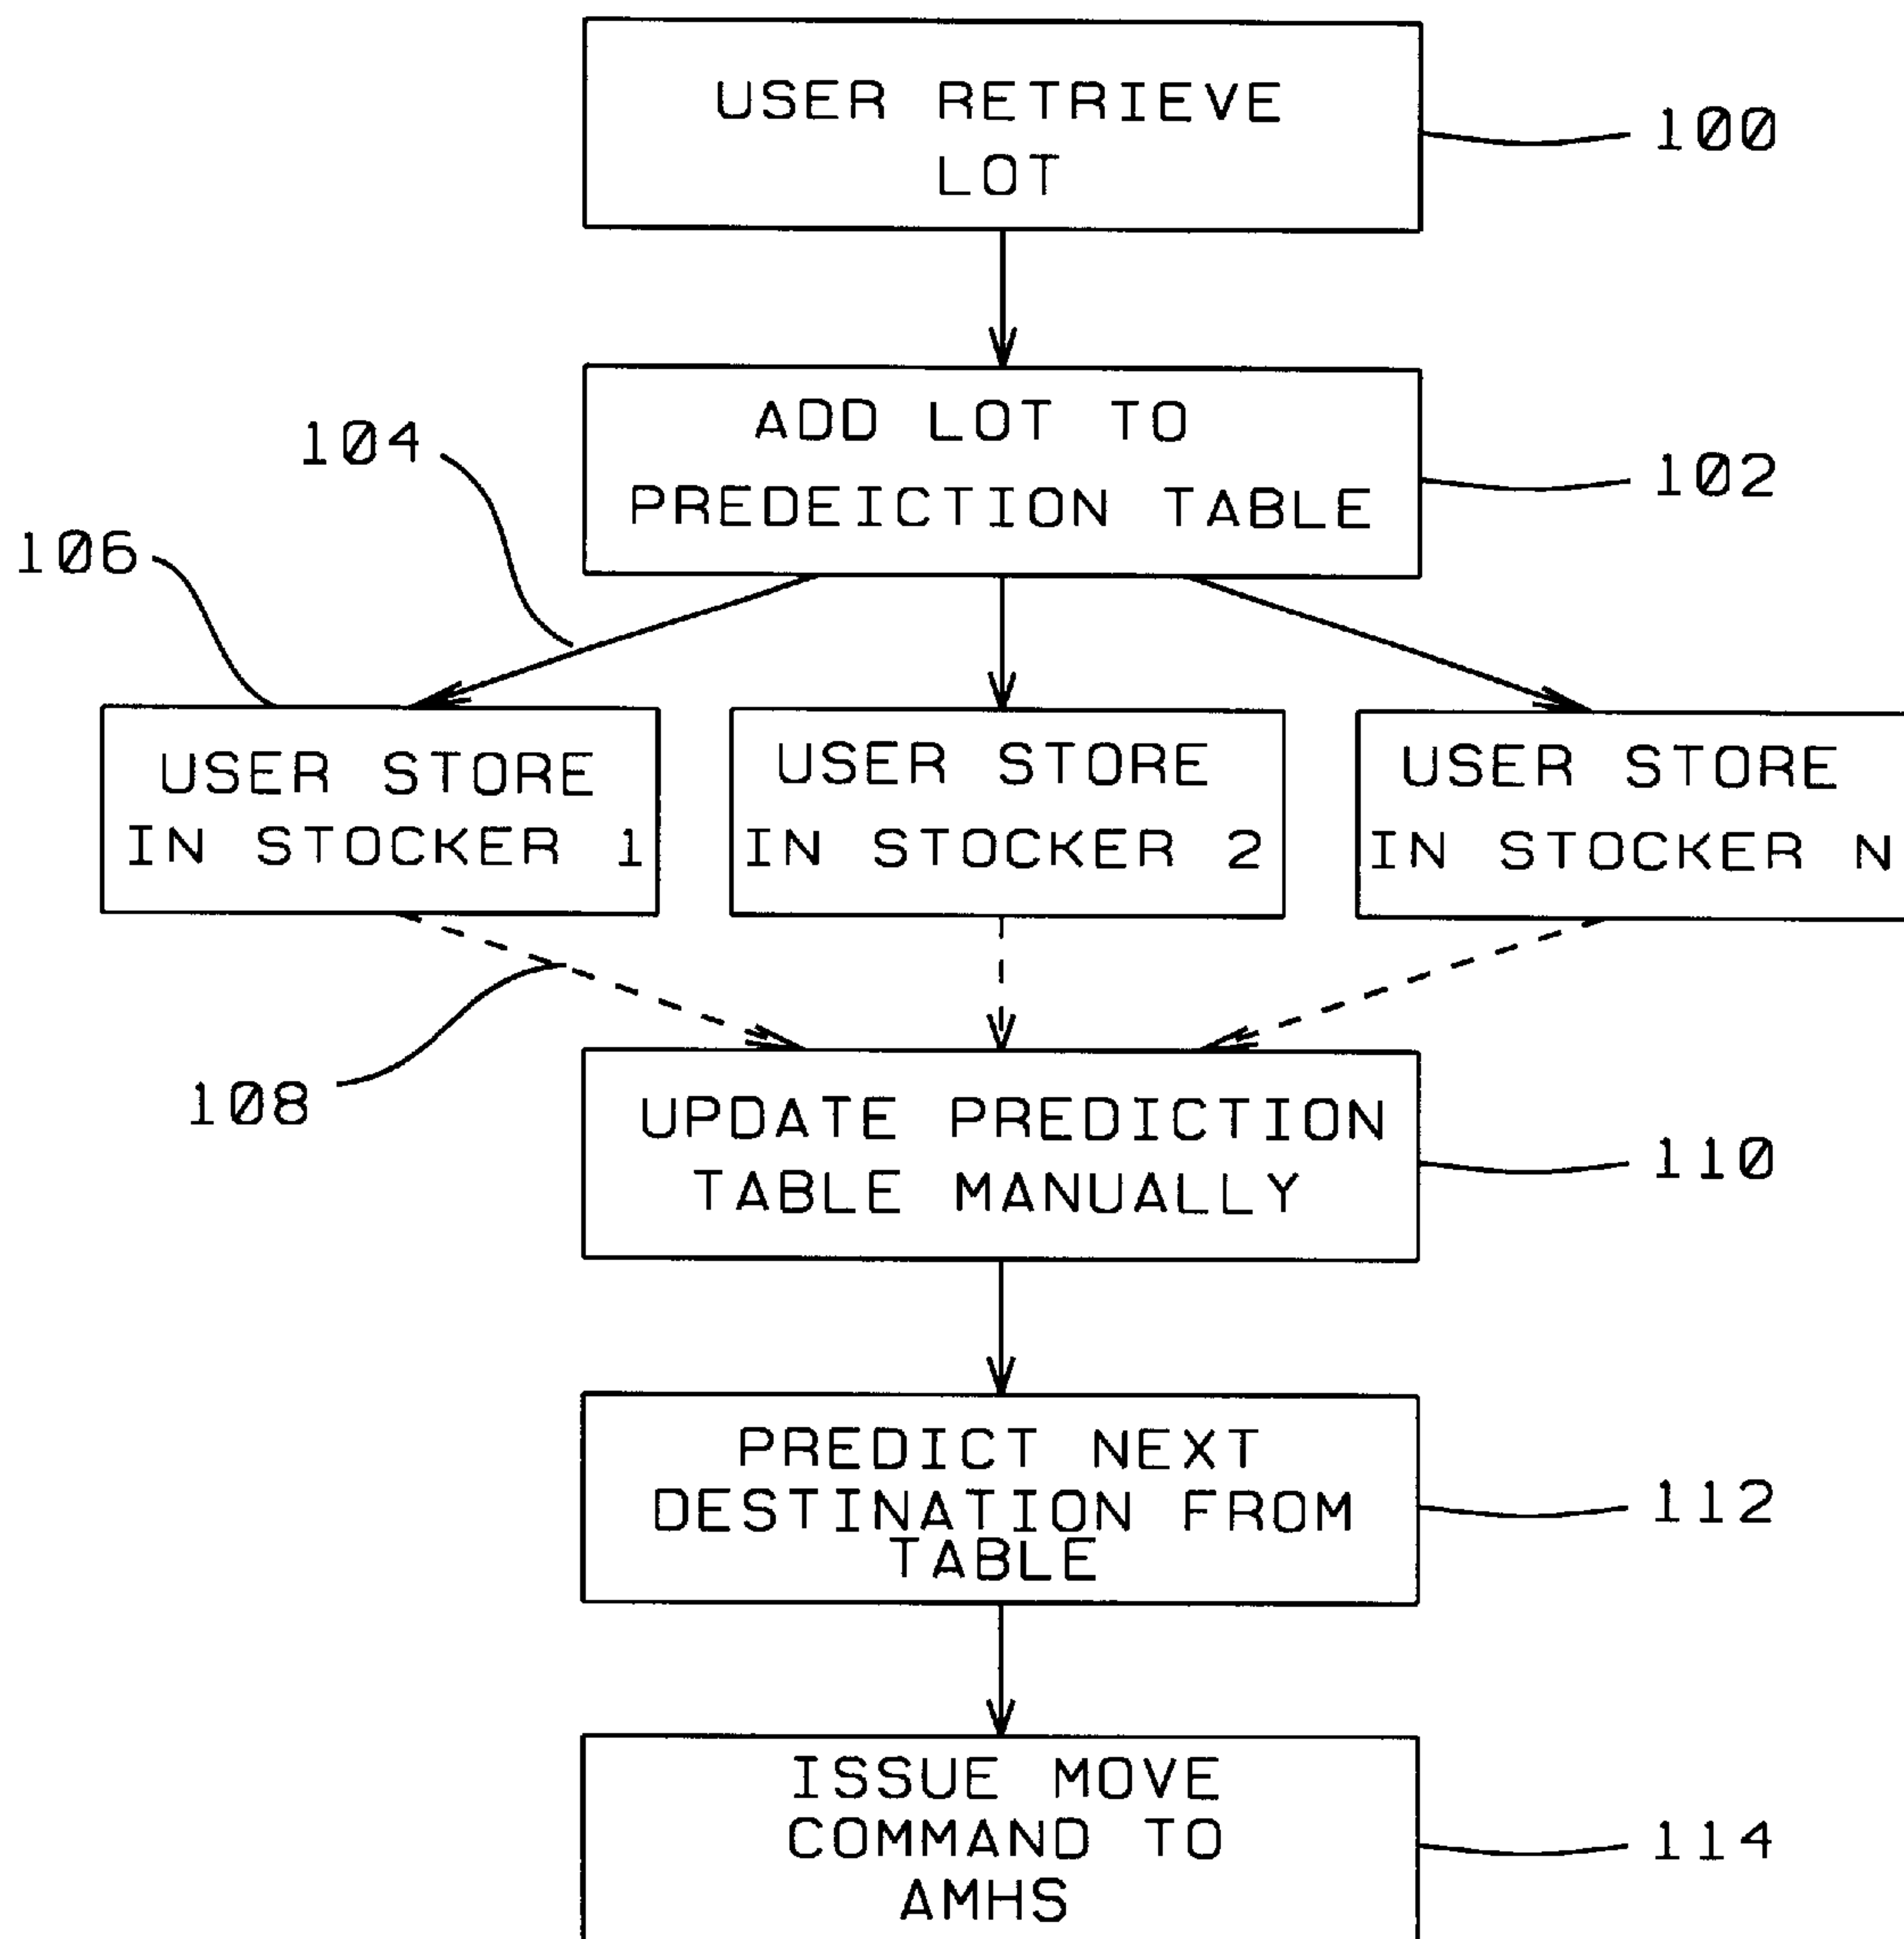 USER RETRIEVE
LOT
100
ADD LOT TO
PREDEICTION TABLE
102
104
106
USER STORE
IN STOCKER 1
USER STORE
IN STOCKER 2
USER STORE
IN STOCKER N
108
UPDATE PREDICTION
TABLE MANUALLY
110
PREDICT NEXT
DESTINATION FROM
TABLE
112
ISSUE MOVE
COMMAND TO
AMHS
114